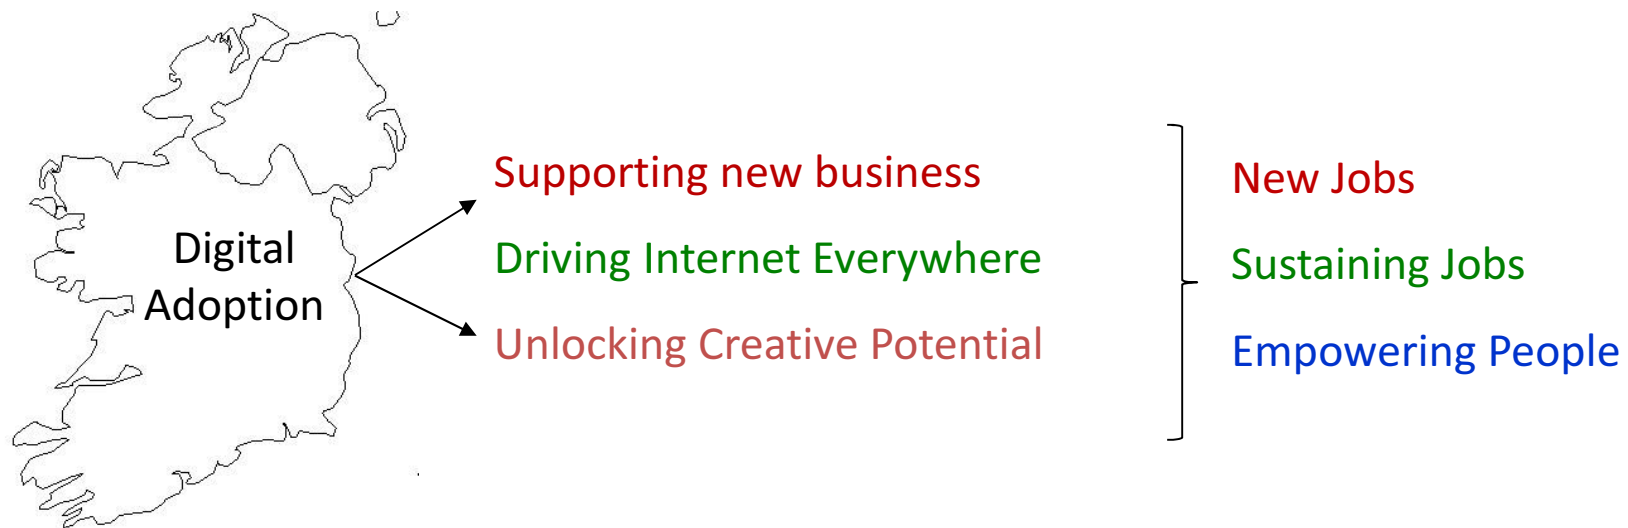 Digital
Adoption
Supporting new business
Driving Internet Everywhere
Unlocking Creative Potential
New Jobs
Sustaining Jobs
Empowering People